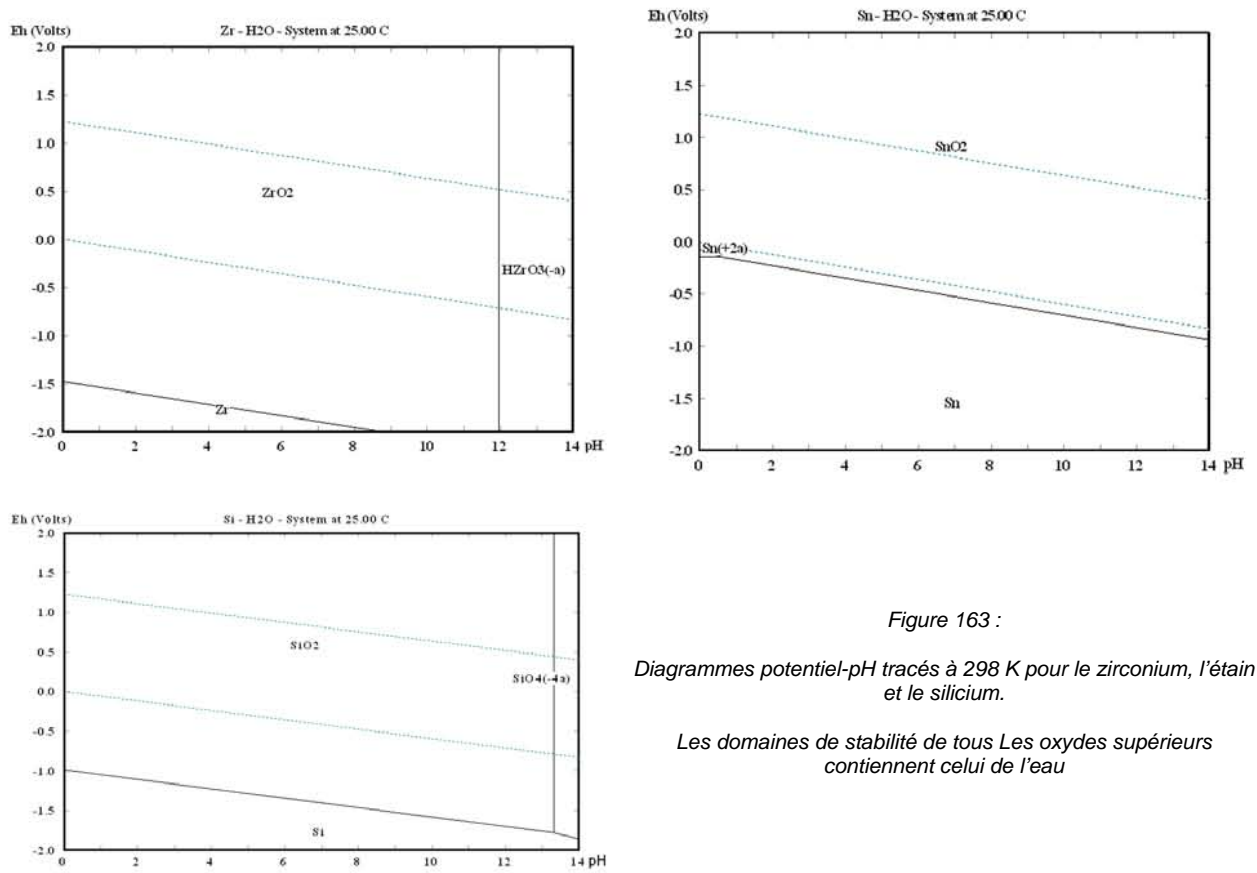 Eh (Volts)
Zr - H2O - System at 25.00 C
2.0
1.5
1.0
0.5
0.0
-0.5
-1.0
-1.5
-2.0
ZrO2
HZrO3(-a)
Zr
0
2
4
6
8
10
12
14 pH
Eh (Volts)
Sn - H2O - System at 25.00 C
2.0
1.5
1.0
0.5
0.0
-0.5
-1.0
-1.5
-2.0
SnO2
Sn(+2a)
Sn
0
2
4
6
8
10
12
14 pH
Eh (Volts)
Si - H2O - System at 25.00 C
2.0
1.5
1.0
0.5
0.0
-0.5
-1.0
-1.5
-2.0
SiO2
SiO4(-4a)
Si
0
2
4
6
8
10
12
14 pH
Figure 163 :
Diagrammes potentiel-pH tracés à 298 K pour le zirconium, l’étain
et le silicium.
Les domaines de stabilité de tous Les oxydes supérieurs
contiennent celui de l’eau